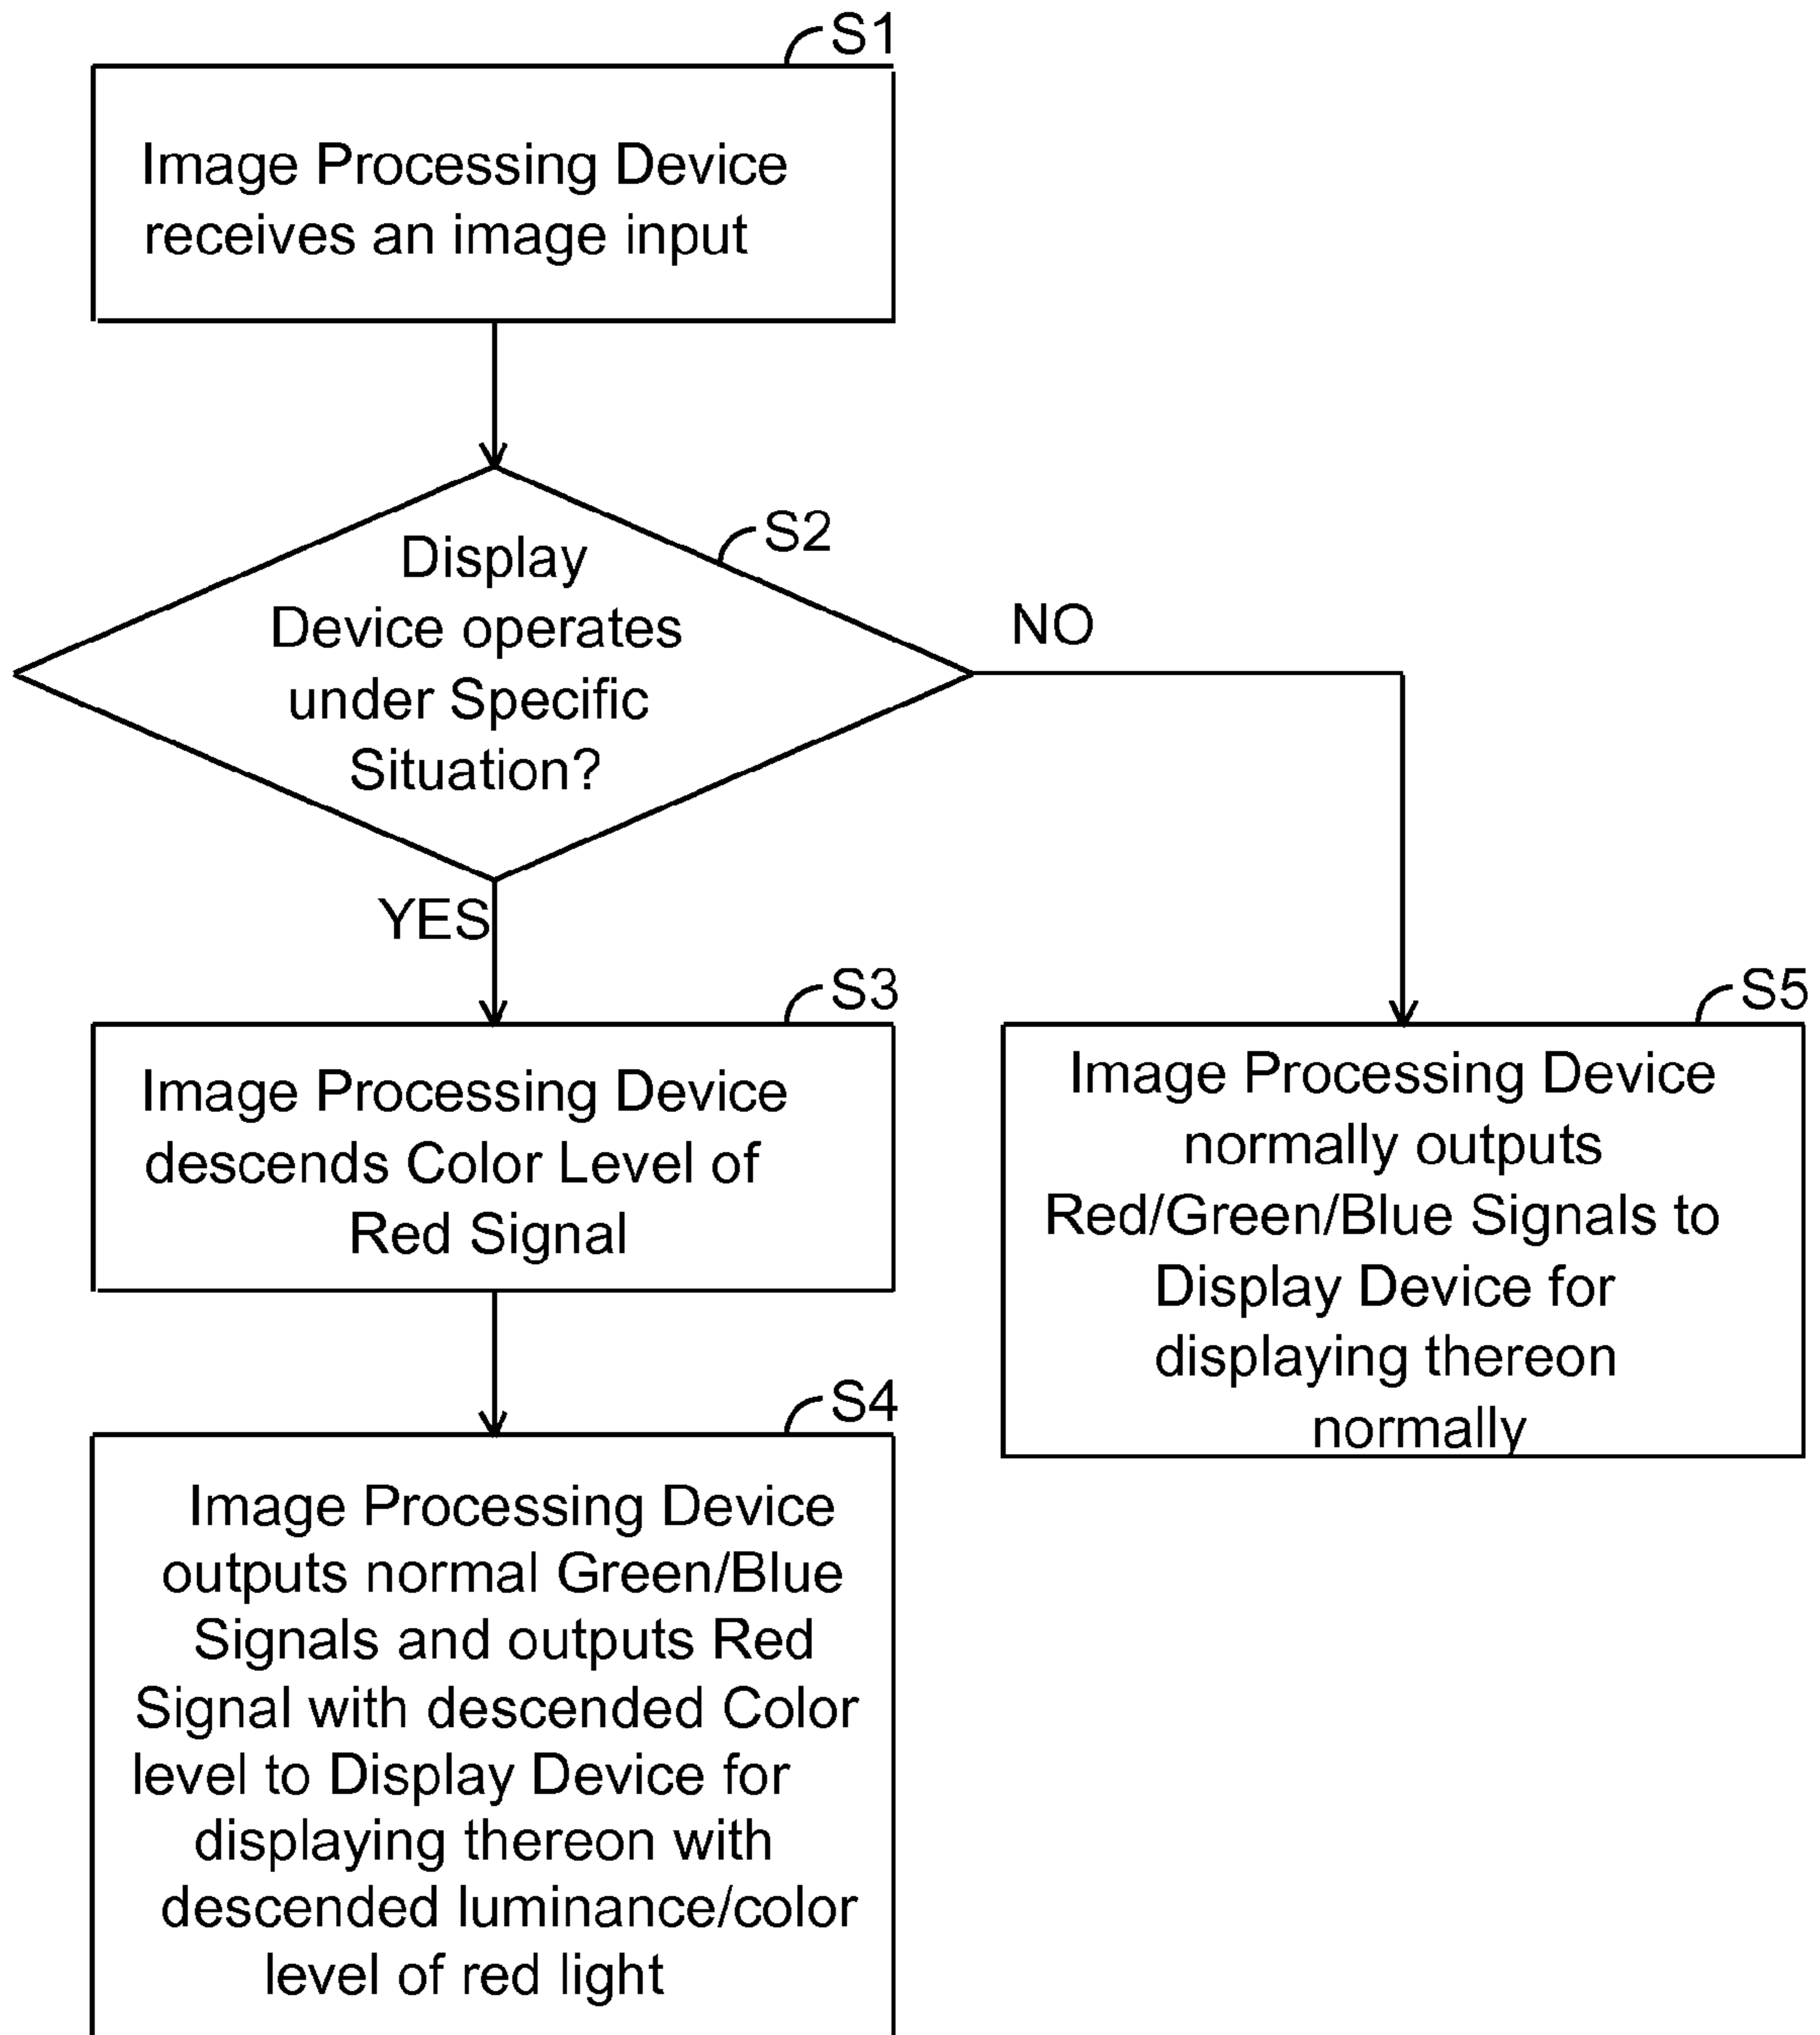 S1
Image Processing Device
receives an image input
S2
Display
Device operates
under Specific
Situation?
NO
YES
S3
Image Processing Device
descends Color Level of
Red Signal
S5
Image Processing Device
normally outputs
Red/Green/Blue Signals to
Display Device for
displaying thereon
normally
S4
Image Processing Device
outputs normal Green/Blue
Signals and outputs Red
Signal with descended Color
level to Display Device for
displaying thereon with
descended luminance/color
level of red light